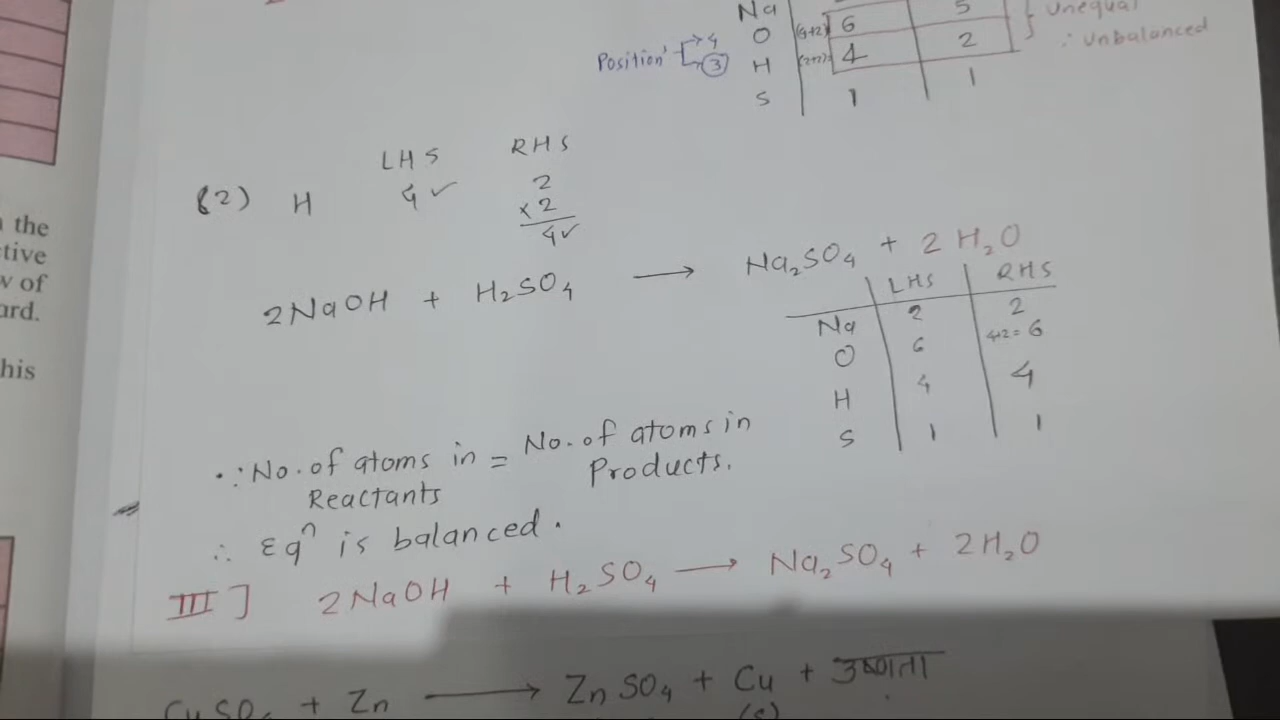 Na 5
O (4+2) 6 2 } Unequal
Position' 4 3 H (2+2) 4 ∴ Unbalanced
S 1 1
LHS RHS
(2) H 4 ✓ 2
×2
4✓
2NaOH + H₂SO₄ ⟶ Na₂SO₄ + 2H₂O
LHS RHS
Na 2 2
O 6 4+2=6
H 4 4
S 1 1
∵ No. of atoms in = No. of atoms in
Reactants Products.
∴ Eqⁿ is balanced.
III] 2NaOH + H₂SO₄ ⟶ Na₂SO₄ + 2H₂O
CuSO₄ + Zn ⟶ ZnSO₄ + Cu + उष्णता
(s)
the
ctive
w of
ard.
his